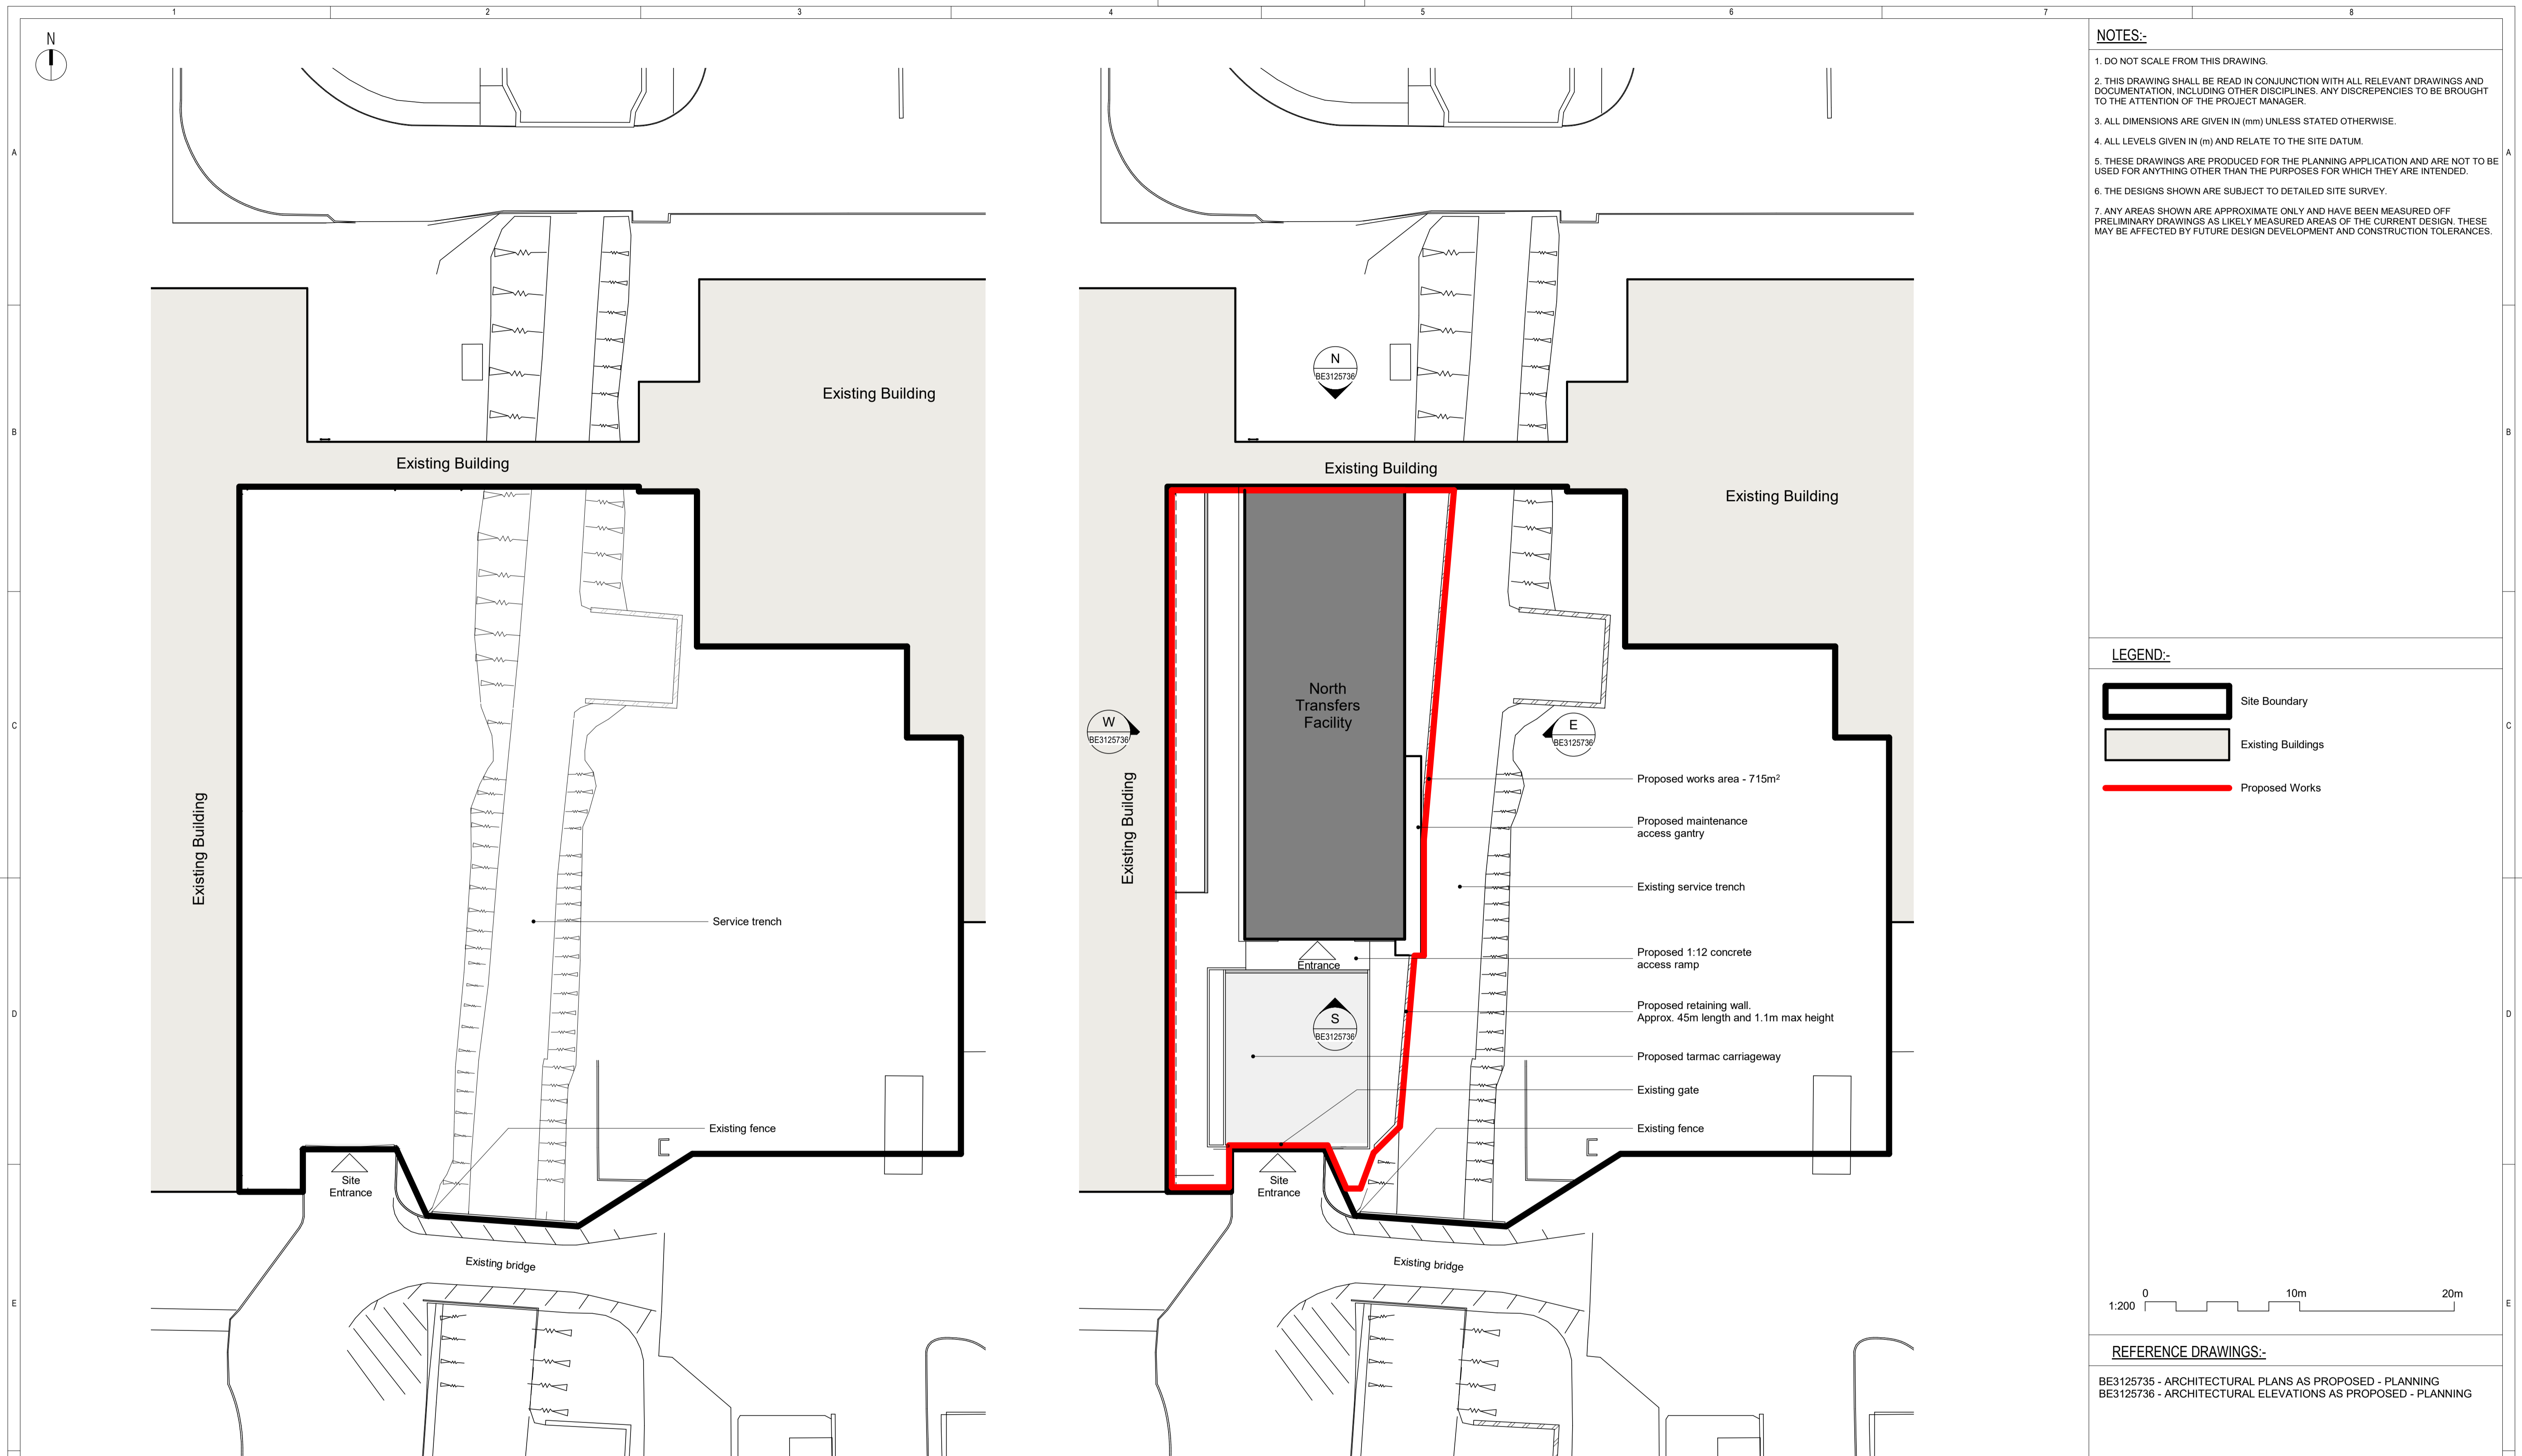 1
2
3
4
5
6
7
8
N
A
B
C
D
E
Existing Building
Existing Building
Existing Building
Service trench
Existing fence
Site
Entrance
Existing bridge
N
BE3125736
Existing Building
Existing Building
W
BE3125736
Existing Building
North
Transfers
Facility
E
BE3125736
Proposed works area - 715m²
Proposed maintenance
access gantry
Existing service trench
Proposed 1:12 concrete
access ramp
Entrance
Proposed retaining wall.
Approx. 45m length and 1.1m max height
S
BE3125736
Proposed tarmac carriageway
Existing gate
Existing fence
Site
Entrance
Existing bridge
NOTES:-
1. DO NOT SCALE FROM THIS DRAWING.
2. THIS DRAWING SHALL BE READ IN CONJUNCTION WITH ALL RELEVANT DRAWINGS AND
DOCUMENTATION, INCLUDING OTHER DISCIPLINES. ANY DISCREPENCIES TO BE BROUGHT
TO THE ATTENTION OF THE PROJECT MANAGER.
3. ALL DIMENSIONS ARE GIVEN IN (mm) UNLESS STATED OTHERWISE.
4. ALL LEVELS GIVEN IN (m) AND RELATE TO THE SITE DATUM.
5. THESE DRAWINGS ARE PRODUCED FOR THE PLANNING APPLICATION AND ARE NOT TO BE
USED FOR ANYTHING OTHER THAN THE PURPOSES FOR WHICH THEY ARE INTENDED.
6. THE DESIGNS SHOWN ARE SUBJECT TO DETAILED SITE SURVEY.
7. ANY AREAS SHOWN ARE APPROXIMATE ONLY AND HAVE BEEN MEASURED OFF
PRELIMINARY DRAWINGS AS LIKELY MEASURED AREAS OF THE CURRENT DESIGN. THESE
MAY BE AFFECTED BY FUTURE DESIGN DEVELOPMENT AND CONSTRUCTION TOLERANCES.
LEGEND:-
Site Boundary
Existing Buildings
Proposed Works
0 10m 20m
1:200
REFERENCE DRAWINGS:-
BE3125735 - ARCHITECTURAL PLANS AS PROPOSED - PLANNING
BE3125736 - ARCHITECTURAL ELEVATIONS AS PROPOSED - PLANNING
A
B
C
D
E